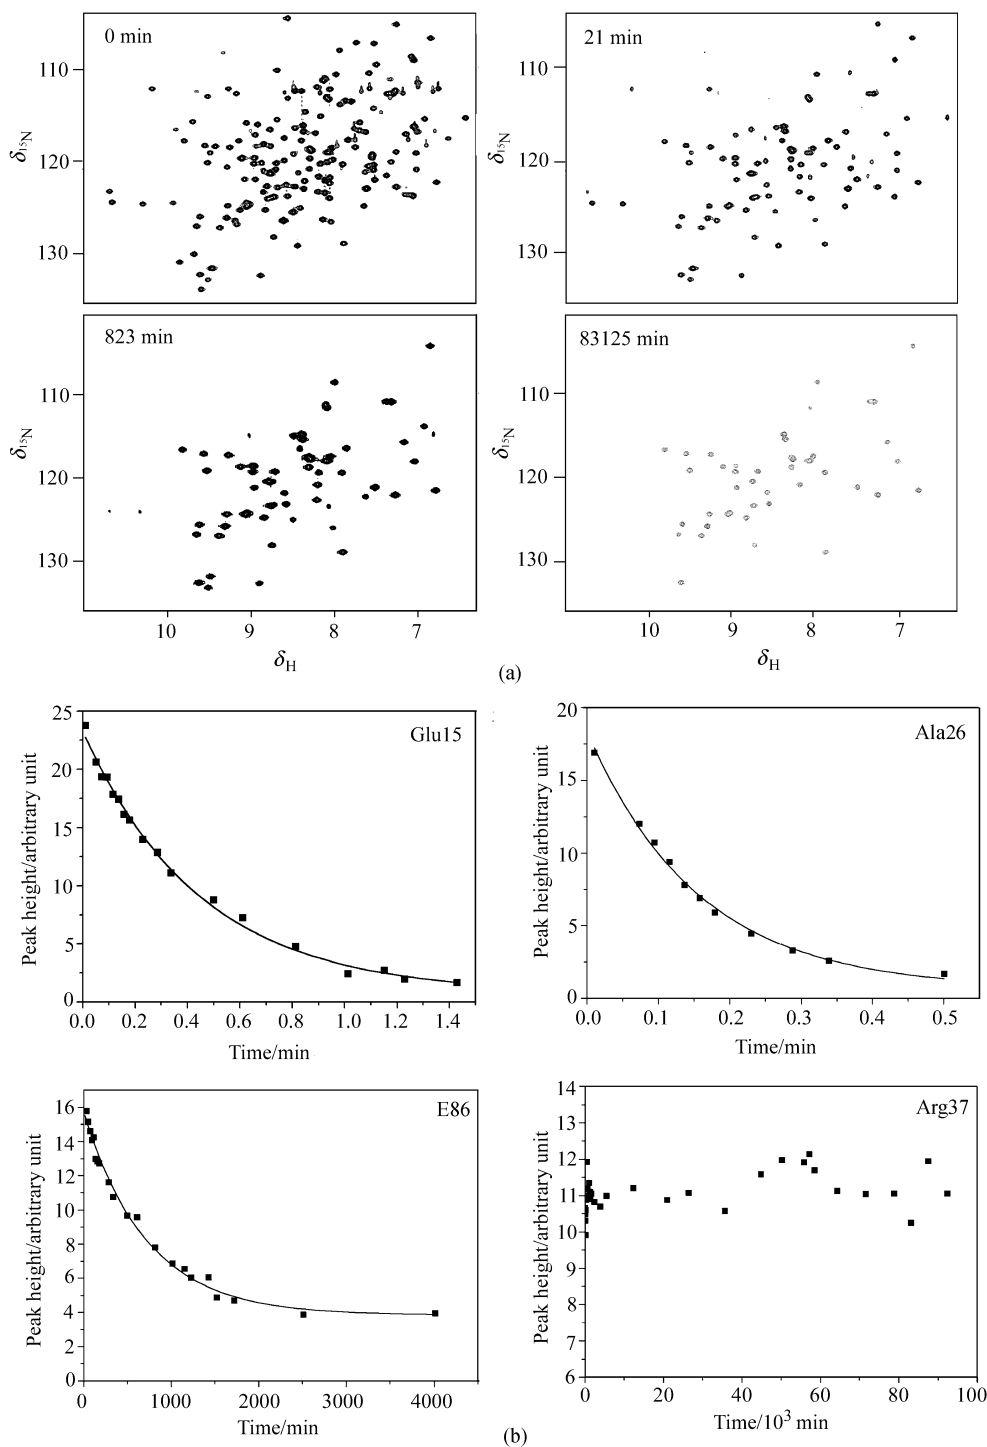 0 min
21 min
110
120
130
δ15N
110
120
130
δ15N
823 min
83125 min
110
120
130
δ15N
110
120
130
δ15N
10 9 8 7
δH
10 9 8 7
δH
(a)
Glu15
25
20
15
10
5
0
Peak height/arbitrary unit
0.0 0.2 0.4 0.6 0.8 1.0 1.2 1.4
Time/min
Ala26
20
15
10
5
0
Peak height/arbitrary unit
0.0 0.1 0.2 0.3 0.4 0.5
Time/min
E86
16
14
12
10
8
6
4
2
0
Peak height/arbitrary unit
0 1000 2000 3000 4000
Time/min
Arg37
14
13
12
11
10
9
8
7
6
Peak height/arbitrary unit
0 20 40 60 80 100
Time/10³ min
(b)